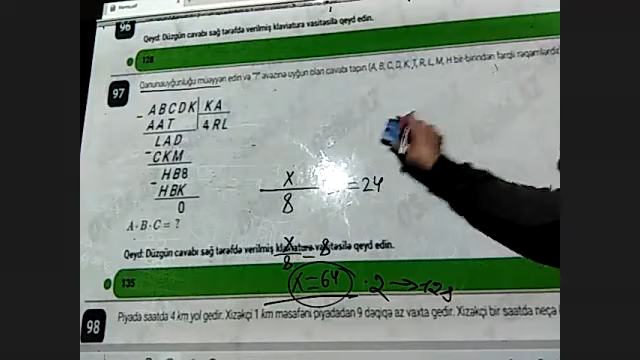 96
Qeyd: Düzgün cavabı sağ tərəfdə verilmiş klaviatura vasitəsilə qeyd edin.
128
97 Qanunauyğunluğu müəyyən edin və "?" əvəzinə uyğun olan cavabı tapın (A, B, C, D, K, T, R, L, M, H bir-birindən fərqli rəqəmlərdir
- ABCDK | KA
AAT | 4RL
LAD
- CKM
HB8
- HBK
0
A·B·C = ?
x/8 = 24
Qeyd: Düzgün cavabı sağ tərəfdə verilmiş klaviatura vasitəsilə qeyd edin.
x/8 = 8
135
x=64 · 2 → 128
98 Piyada saatda 4 km yol gedir. Xizəkçi 1 km məsafəni piyadadan 9 dəqiqə az vaxta gedir. Xizəkçi bir saatda neçə